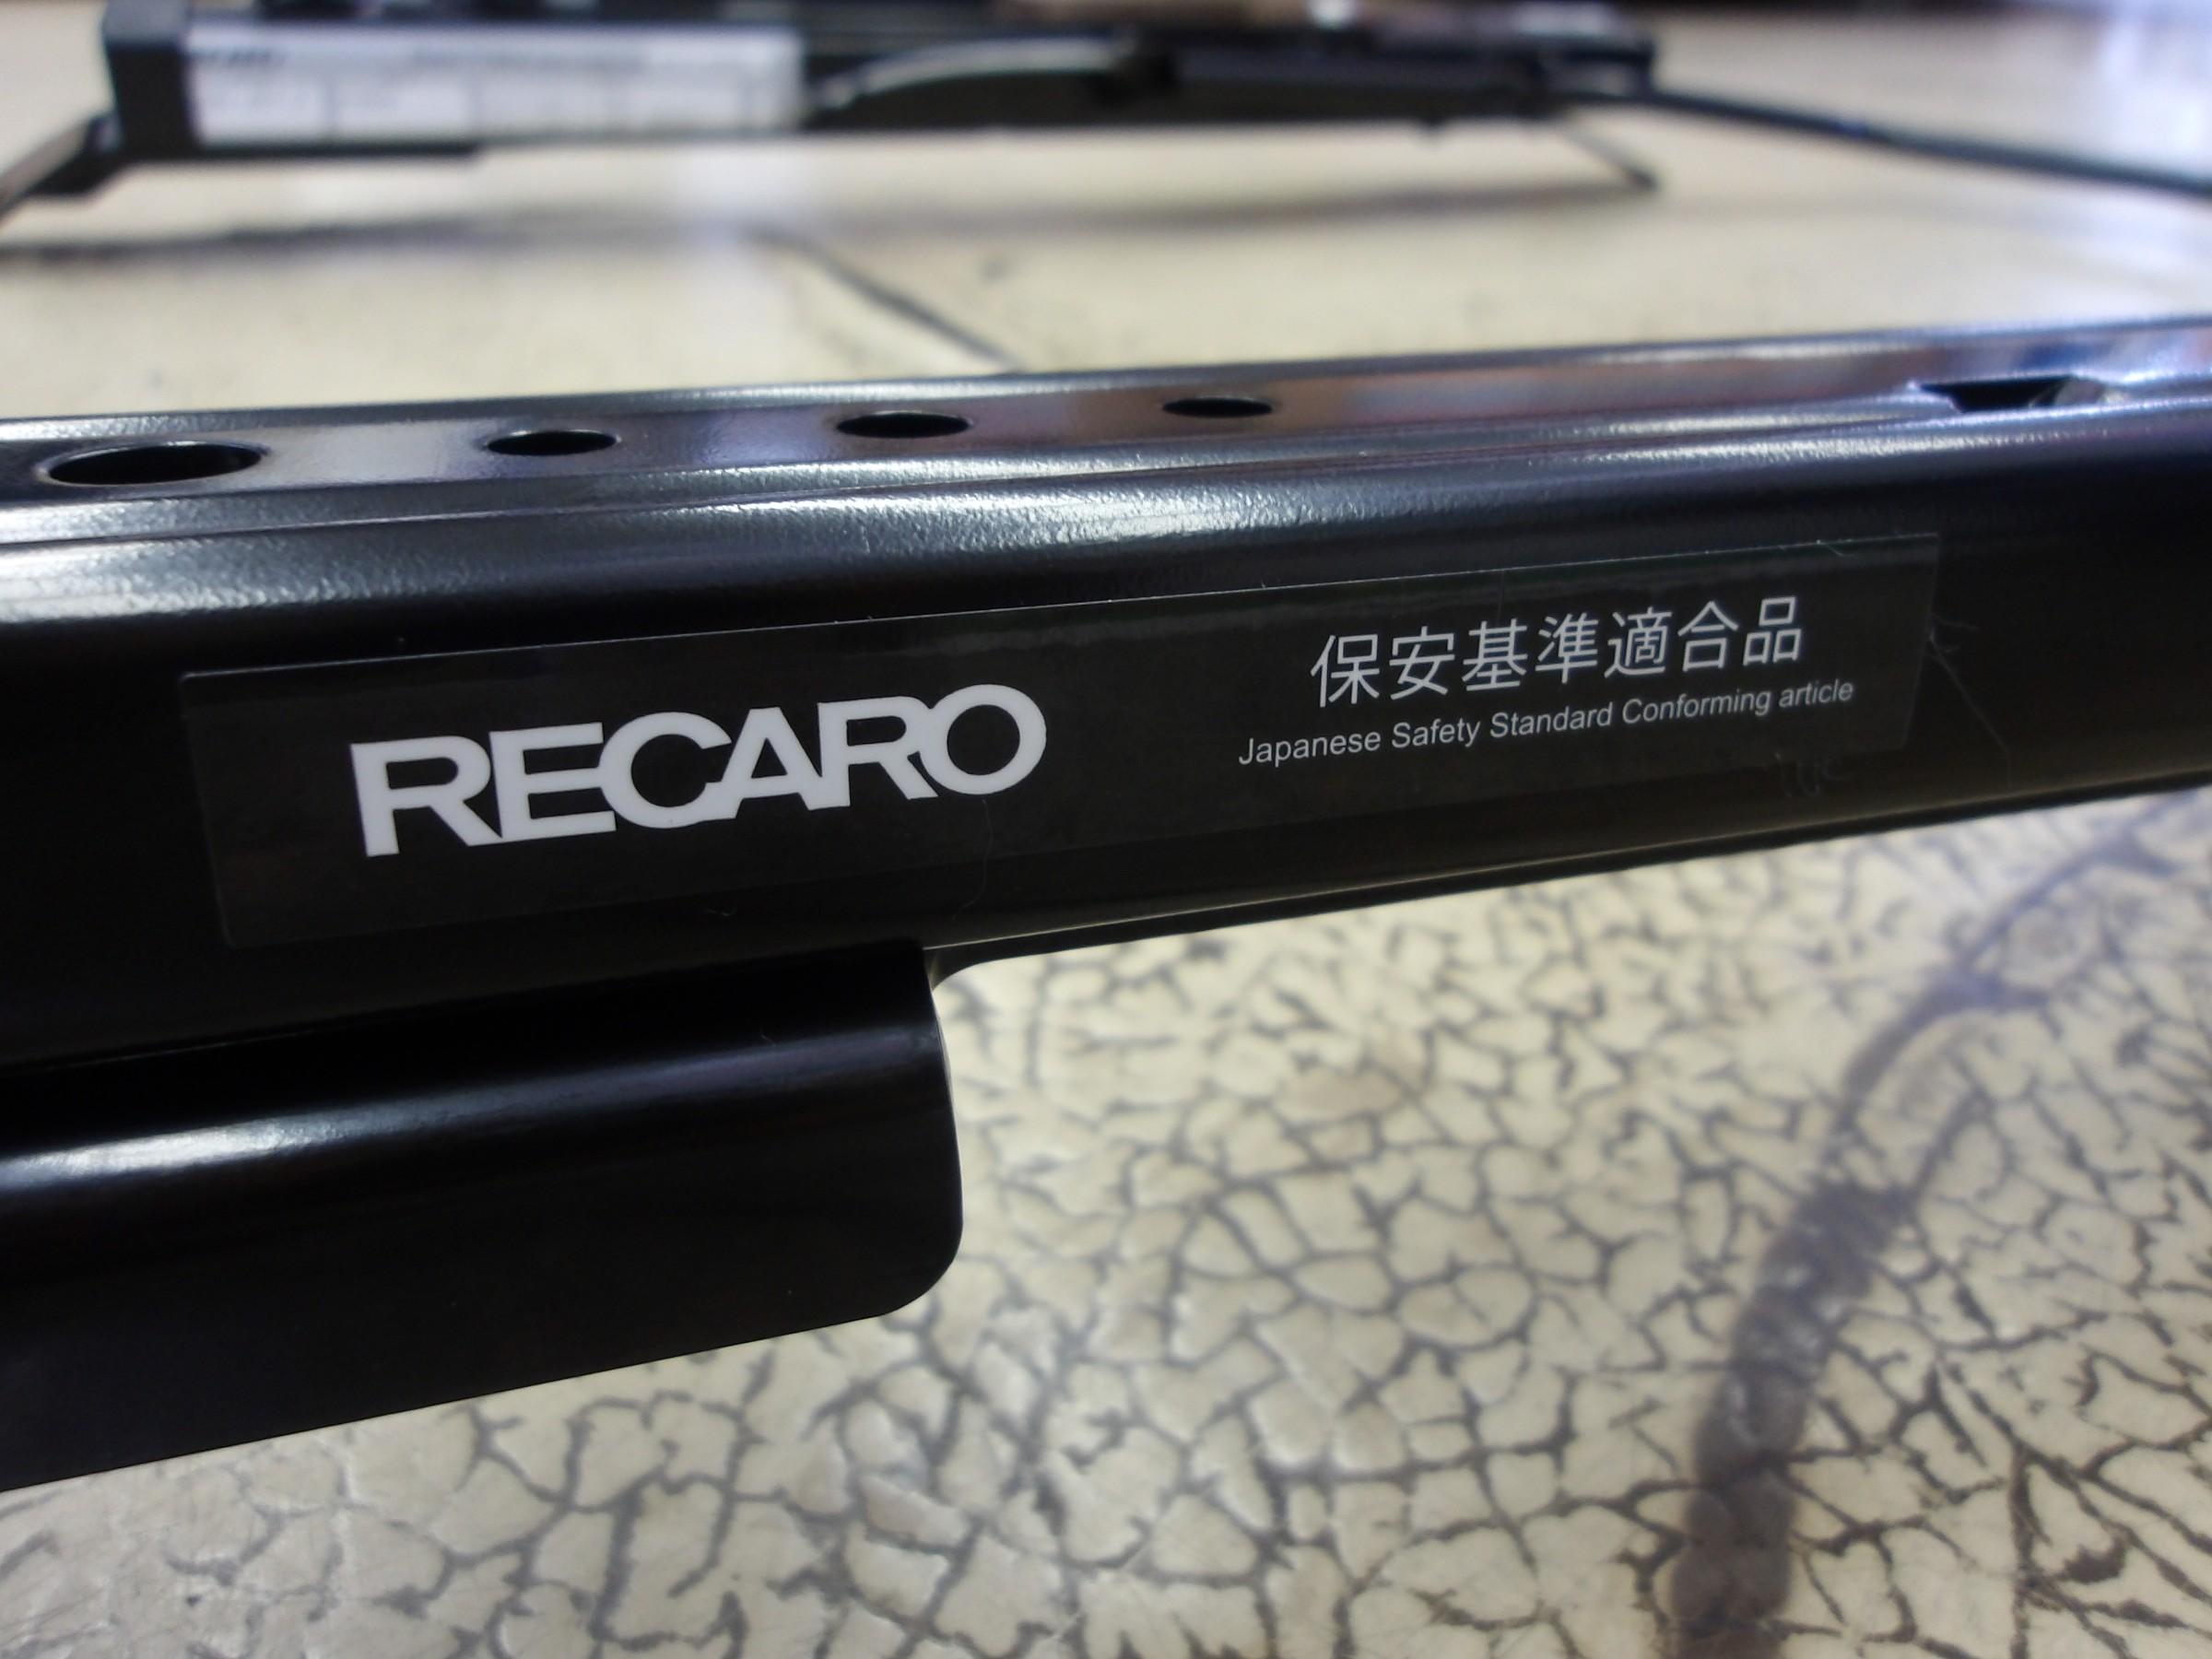 RECARO
保安基準適合品
Japanese Safety Standard Conforming article